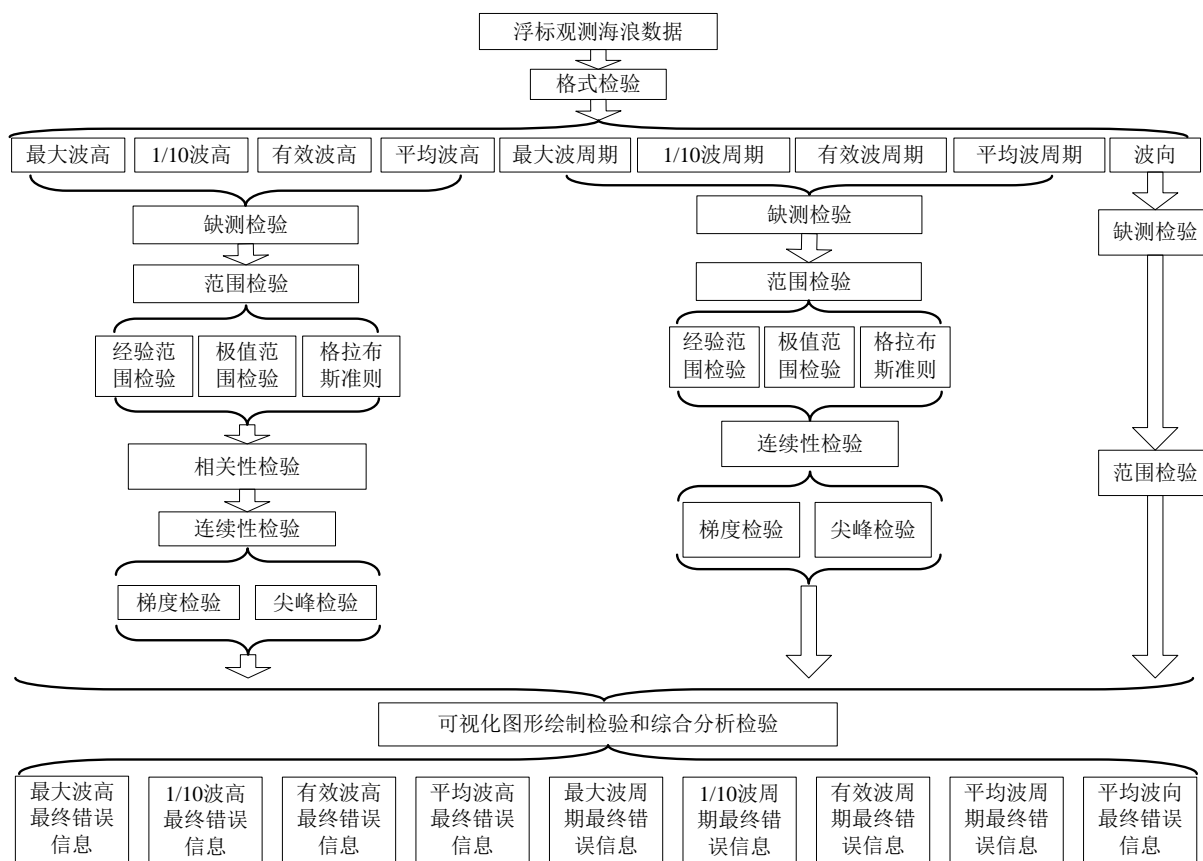 浮标观测海浪数据
格式检验
最大波高
1/10波高
有效波高
平均波高
最大波周期
1/10波周期
有效波周期
平均波周期
波向
缺测检验
缺测检验
缺测检验
范围检验
范围检验
经验范
围检验
极值范
围检验
格拉布
斯准则
经验范
围检验
极值范
围检验
格拉布
斯准则
相关性检验
连续性检验
范围检验
连续性检验
梯度检验
尖峰检验
梯度检验
尖峰检验
可视化图形绘制检验和综合分析检验
最大波高
最终错误
信息
1/10波高
最终错误
信息
有效波高
最终错误
信息
平均波高
最终错误
信息
最大波周
期最终错
误信息
1/10波周
期最终错
误信息
有效波周
期最终错
误信息
平均波周
期最终错
误信息
平均波向
最终错误
信息